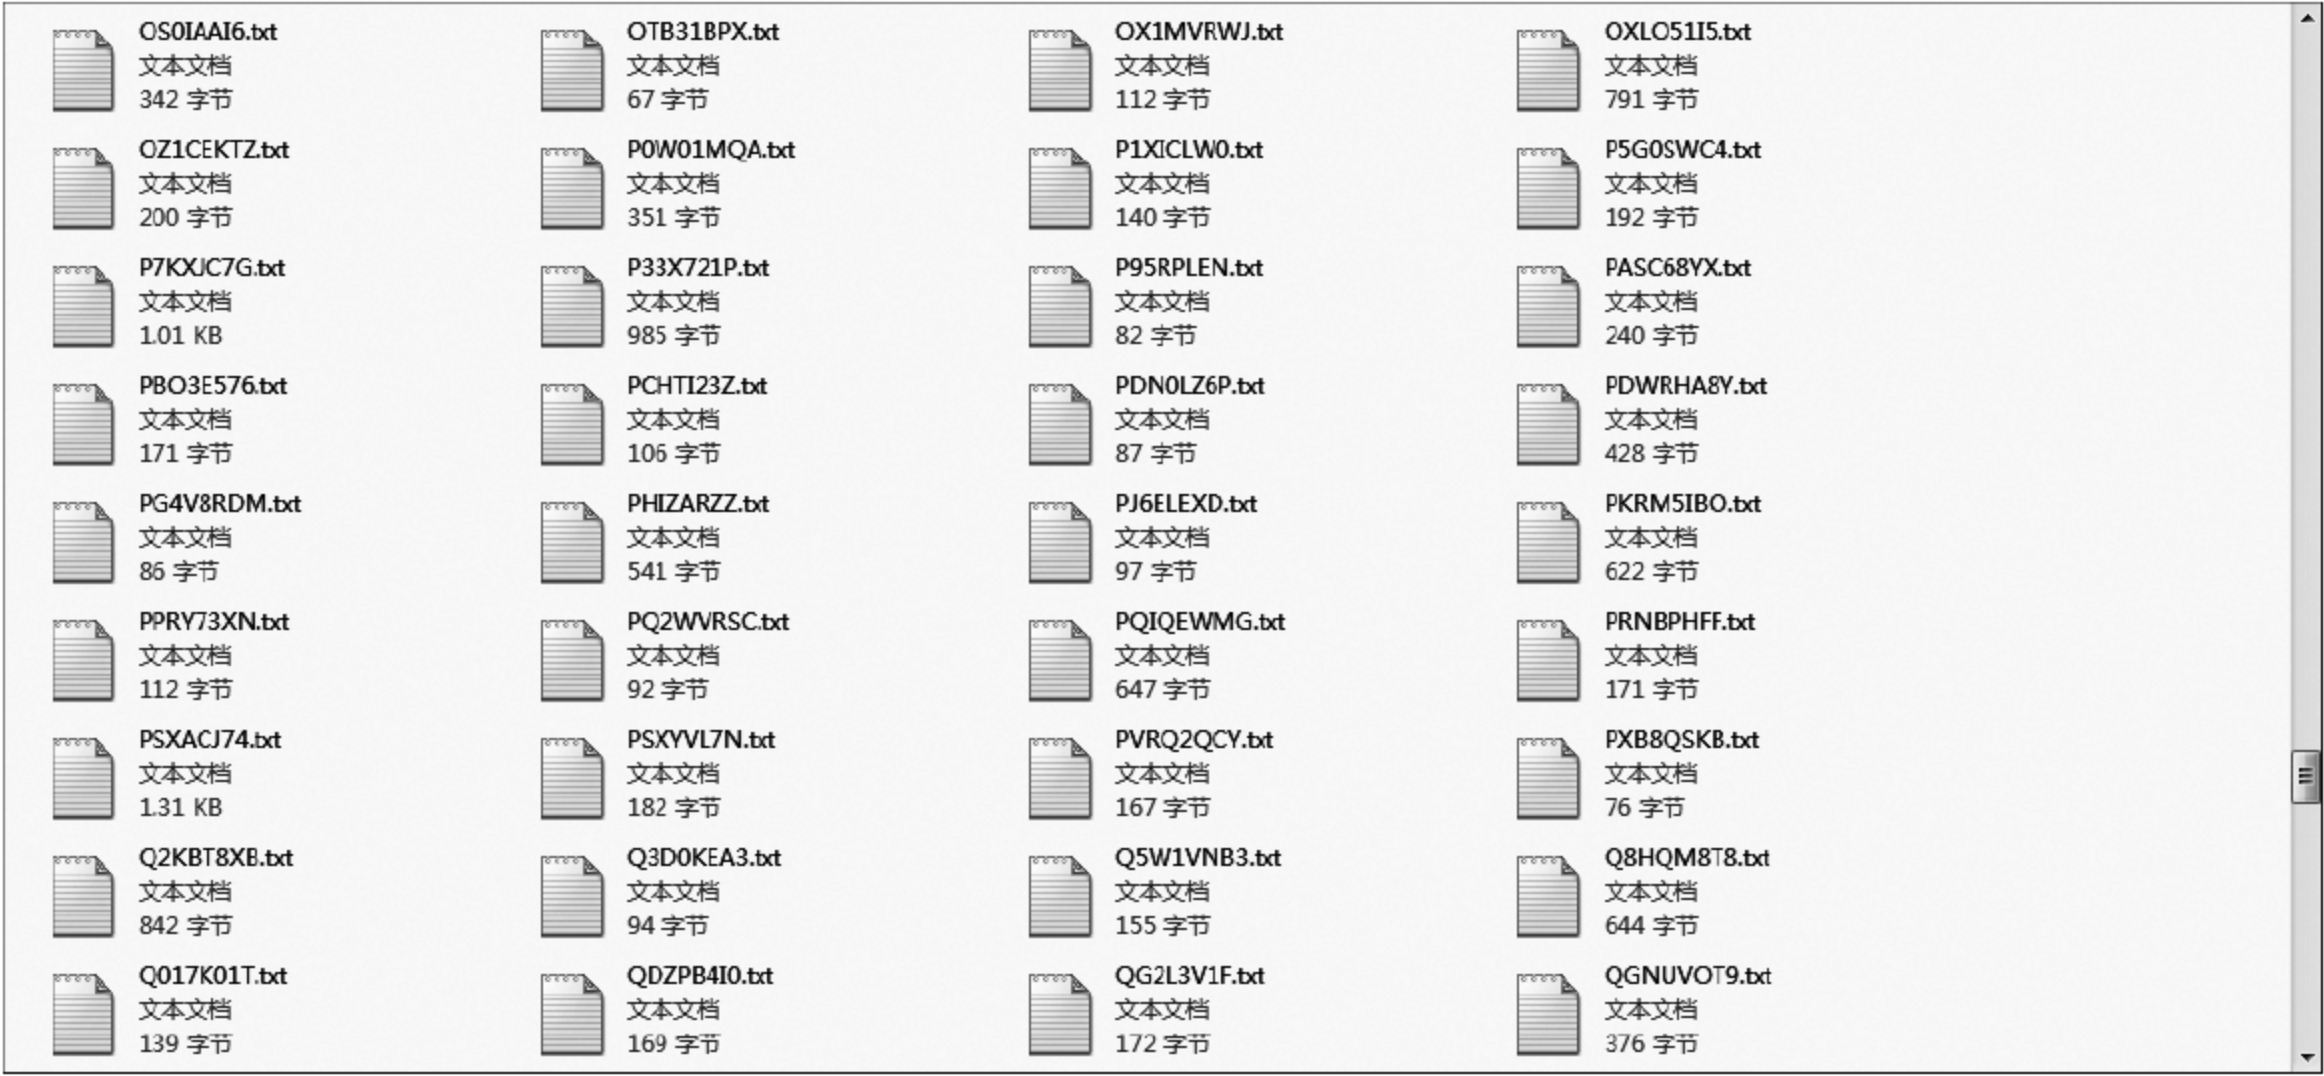 OS0IAAI6.txt
文本文档
342 字节
OTB31BPX.txt
文本文档
67 字节
OX1MVRWJ.txt
文本文档
112 字节
OXLO51I5.txt
文本文档
791 字节
OZ1CEKTZ.txt
文本文档
200 字节
P0W01MQA.txt
文本文档
351 字节
P1XICLW0.txt
文本文档
140 字节
P5G0SWC4.txt
文本文档
192 字节
P7KXJC7G.txt
文本文档
1.01 KB
P33X721P.txt
文本文档
985 字节
P95RPLEN.txt
文本文档
82 字节
PASC68YX.txt
文本文档
240 字节
PBO3E576.txt
文本文档
171 字节
PCHTI23Z.txt
文本文档
106 字节
PDN0LZ6P.txt
文本文档
87 字节
PDWRHA8Y.txt
文本文档
428 字节
PG4V8RDM.txt
文本文档
86 字节
PHIZARZZ.txt
文本文档
541 字节
PJ6ELEXD.txt
文本文档
97 字节
PKRM5IBO.txt
文本文档
622 字节
PPRY73XN.txt
文本文档
112 字节
PQ2WVRSC.txt
文本文档
92 字节
PQIQEWMG.txt
文本文档
647 字节
PRNBPHFF.txt
文本文档
171 字节
PSXACJ74.txt
文本文档
1.31 KB
PSXYVL7N.txt
文本文档
182 字节
PVRQ2QCY.txt
文本文档
167 字节
PXB8QSKB.txt
文本文档
76 字节
Q2KBT8XB.txt
文本文档
842 字节
Q3D0KEA3.txt
文本文档
94 字节
Q5W1VNB3.txt
文本文档
155 字节
Q8HQM8T8.txt
文本文档
644 字节
Q017K01T.txt
文本文档
139 字节
QDZPB4I0.txt
文本文档
169 字节
QG2L3V1F.txt
文本文档
172 字节
QGNUVOT9.txt
文本文档
376 字节